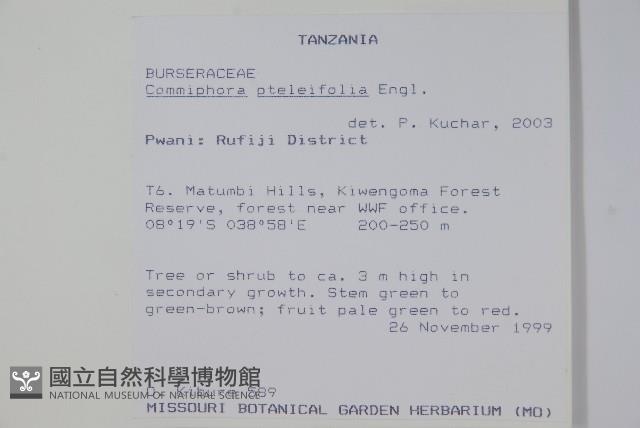 TANZANIA
BURSERACEAE
Commiphora pteleifolia Engl.
det. P. Kuchar, 2003
Pwani: Rufiji District
T6. Matumbi Hills, Kiwengoma Forest
Reserve, forest near WWF office.
08°19'S 038°58'E 200-250 m
Tree or shrub to ca. 3 m high in
secondary growth. Stem green to
green-brown; fruit pale green to red.
26 November 1999
國立自然科學博物館
589
NATIONAL MUSEUM OF NATURAL SCIENCE
MISSOURI BOTANICAL GARDEN HERBARIUM (MO)